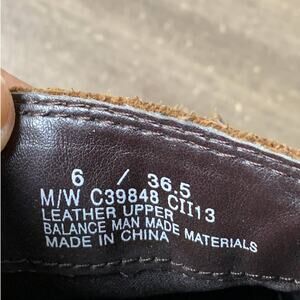 6 / 36.5
M/W C39848 CII13
LEATHER UPPER
BALANCE MAN MADE MATERIALS
MADE IN CHINA